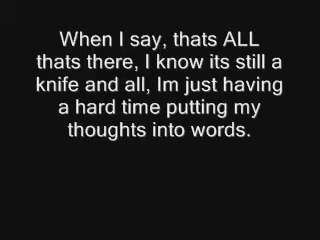 When I say, thats ALL
thats there, I know its still a
knife and all, Im just having
a hard time putting my
thoughts into words.